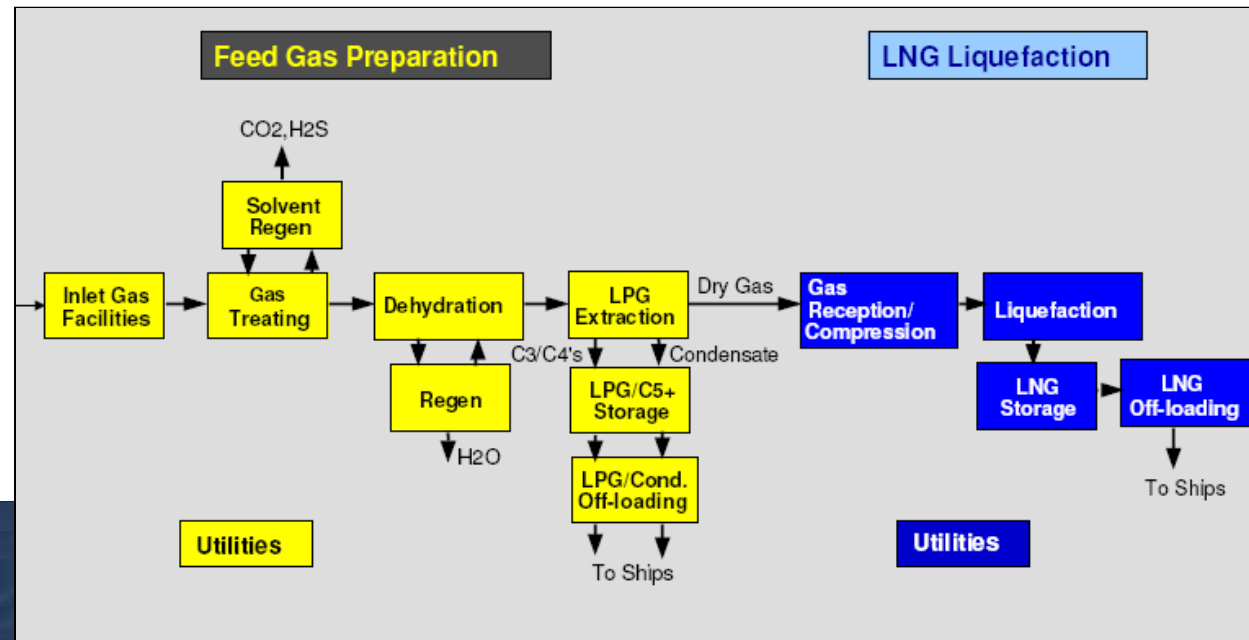 Feed Gas Preparation
LNG Liquefaction
CO2,H2S
Solvent
Regen
Inlet Gas
Facilities
Gas
Treating
Dehydration
LPG
Extraction
Dry Gas
Gas
Reception/
Compression
Liquefaction
C3/C4's
Condensate
Regen
H2O
LPG/C5+
Storage
LNG
Storage
LNG
Off-loading
LPG/Cond.
Off-loading
To Ships
To Ships
Utilities
Utilities